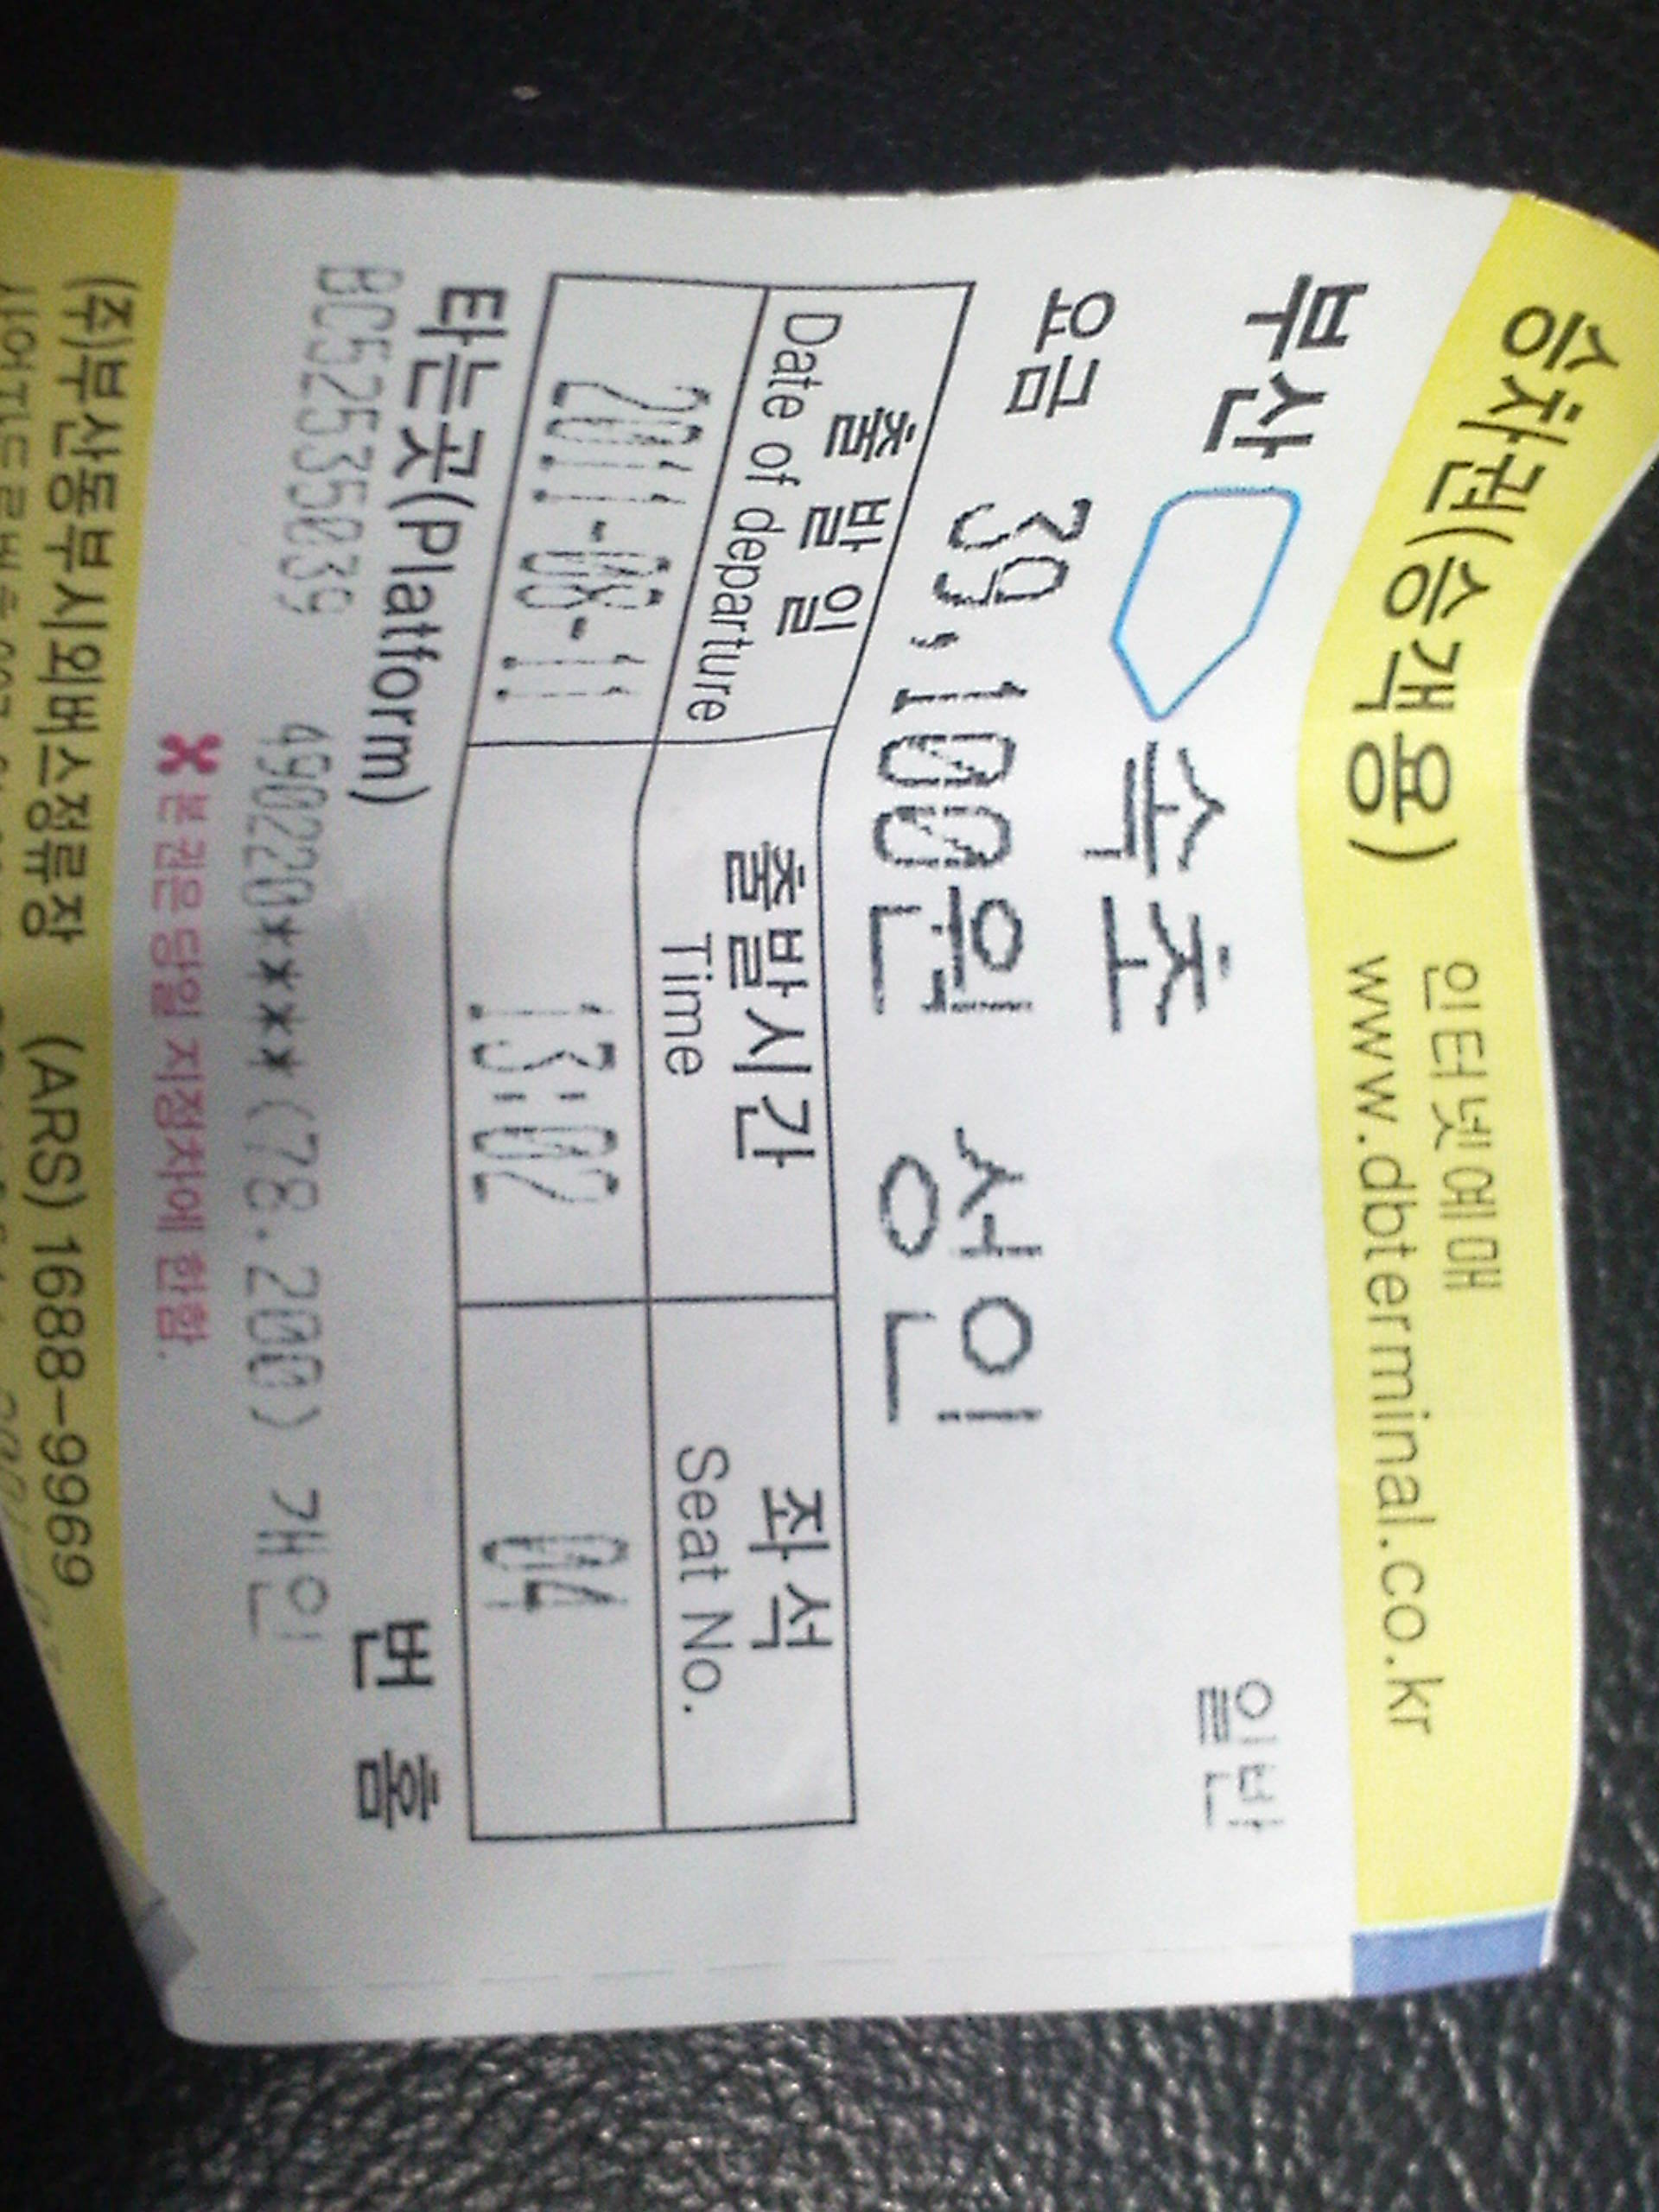 승차권(승객용) 인터넷예매
www.dbterminal.co.kr
부산 속초 일반
요금 39,100원 성인
출발일 출발시간 좌석
Date of departure Time Seat No.
2011-08-11 13:02 04
타는곳(Platform) 번 홈
BC52535039 490220****(78.200) 개인
✖본권은 당일 지정차에 한함.
(주)부산동부시외버스정류장 (ARS) 1688-9969